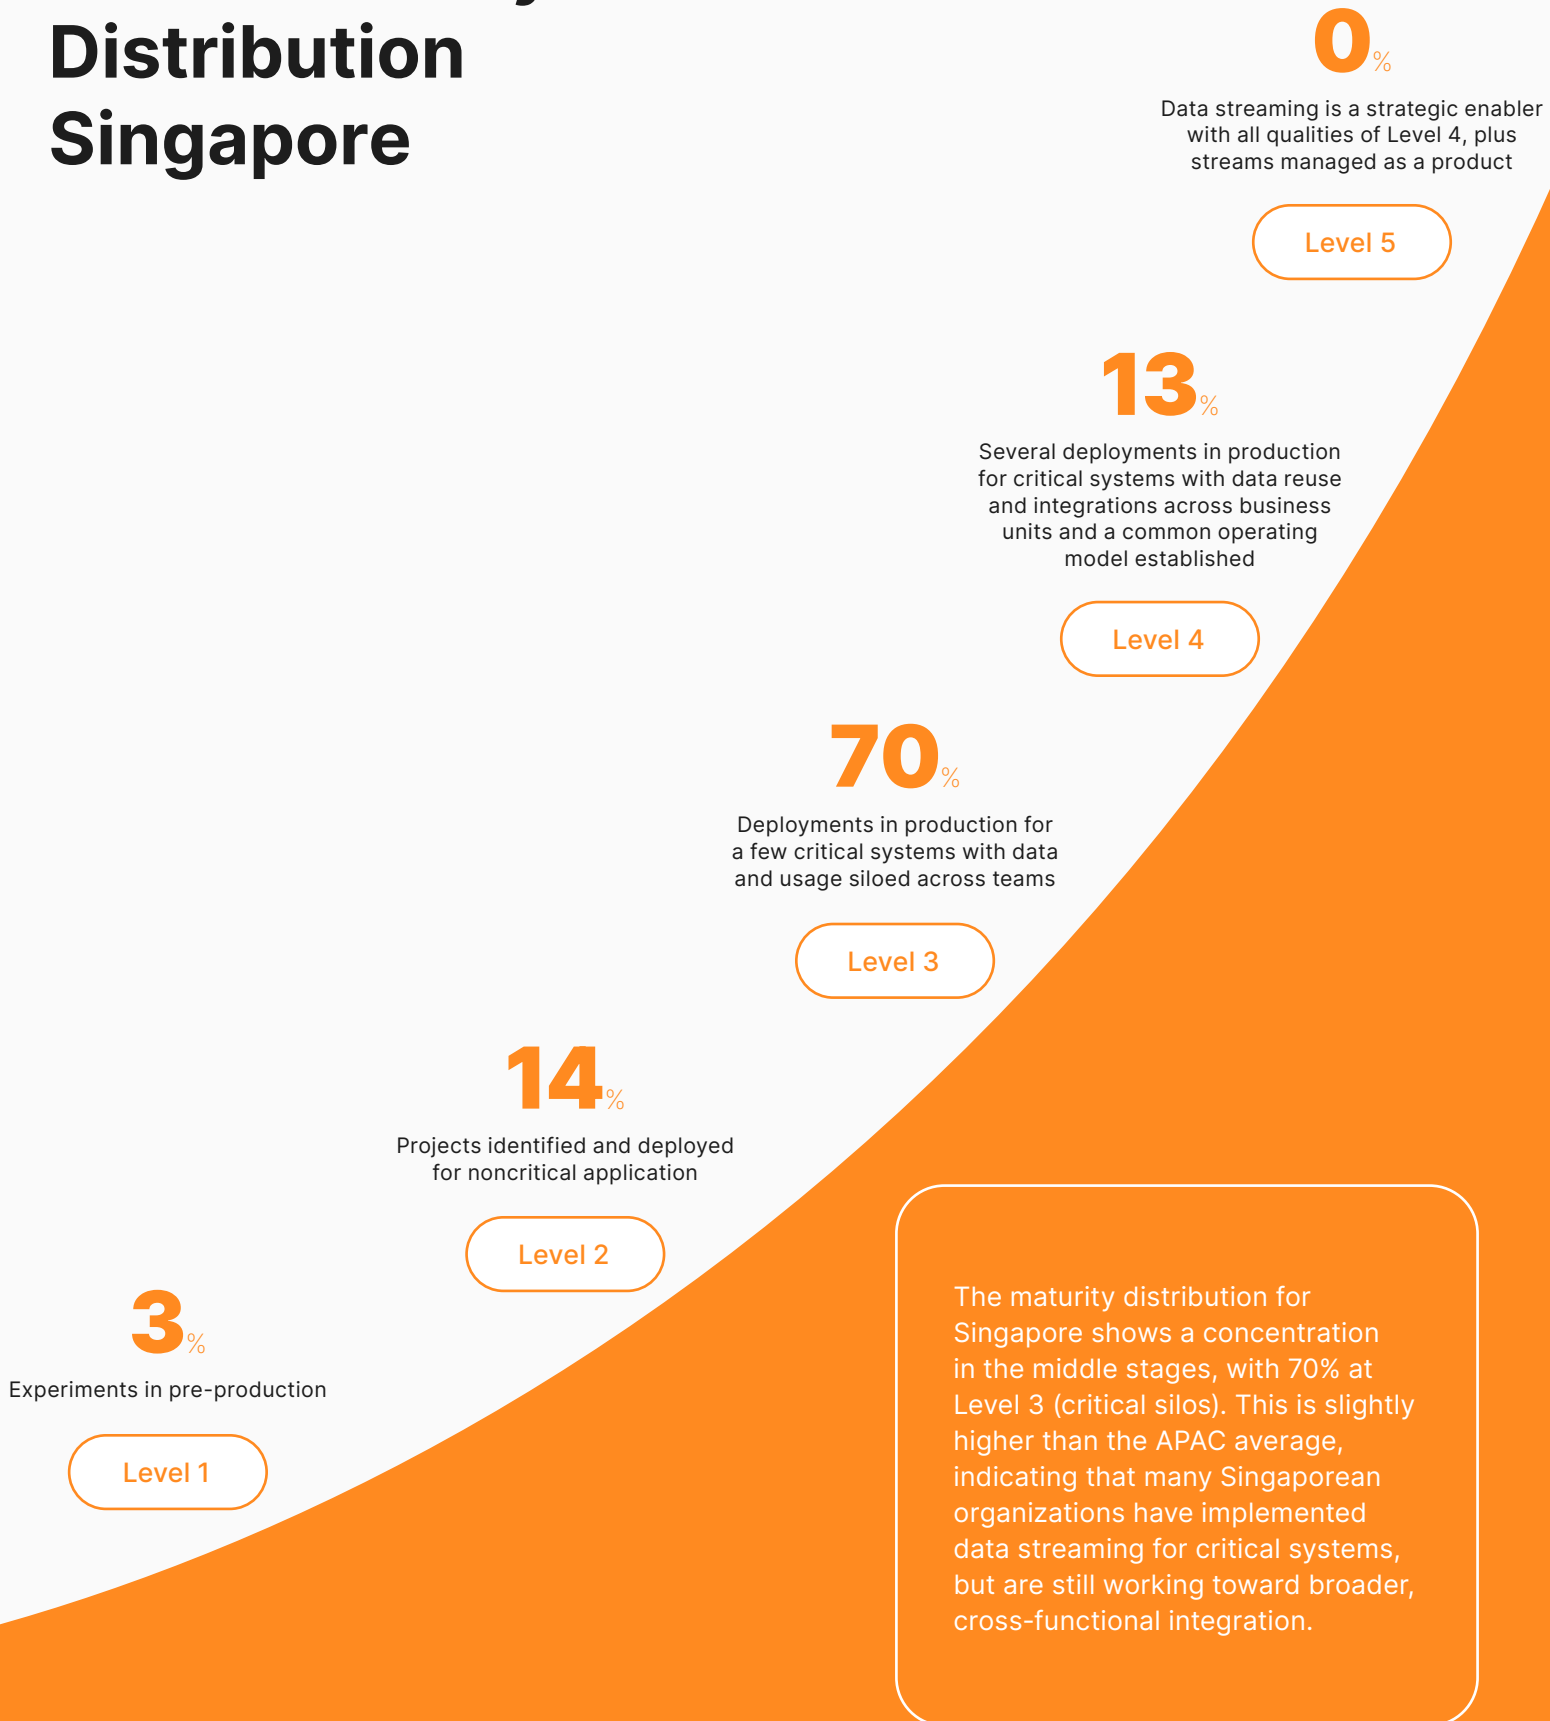 Distribution
Singapore
0%
Data streaming is a strategic enabler
with all qualities of Level 4, plus
streams managed as a product
Level 5
13%
Several deployments in production
for critical systems with data reuse
and integrations across business
units and a common operating
model established
Level 4
70%
Deployments in production for
a few critical systems with data
and usage siloed across teams
Level 3
14%
Projects identified and deployed
for noncritical application
Level 2
3%
Experiments in pre-production
Level 1
The maturity distribution for
Singapore shows a concentration
in the middle stages, with 70% at
Level 3 (critical silos). This is slightly
higher than the APAC average,
indicating that many Singaporean
organizations have implemented
data streaming for critical systems,
but are still working toward broader,
cross-functional integration.